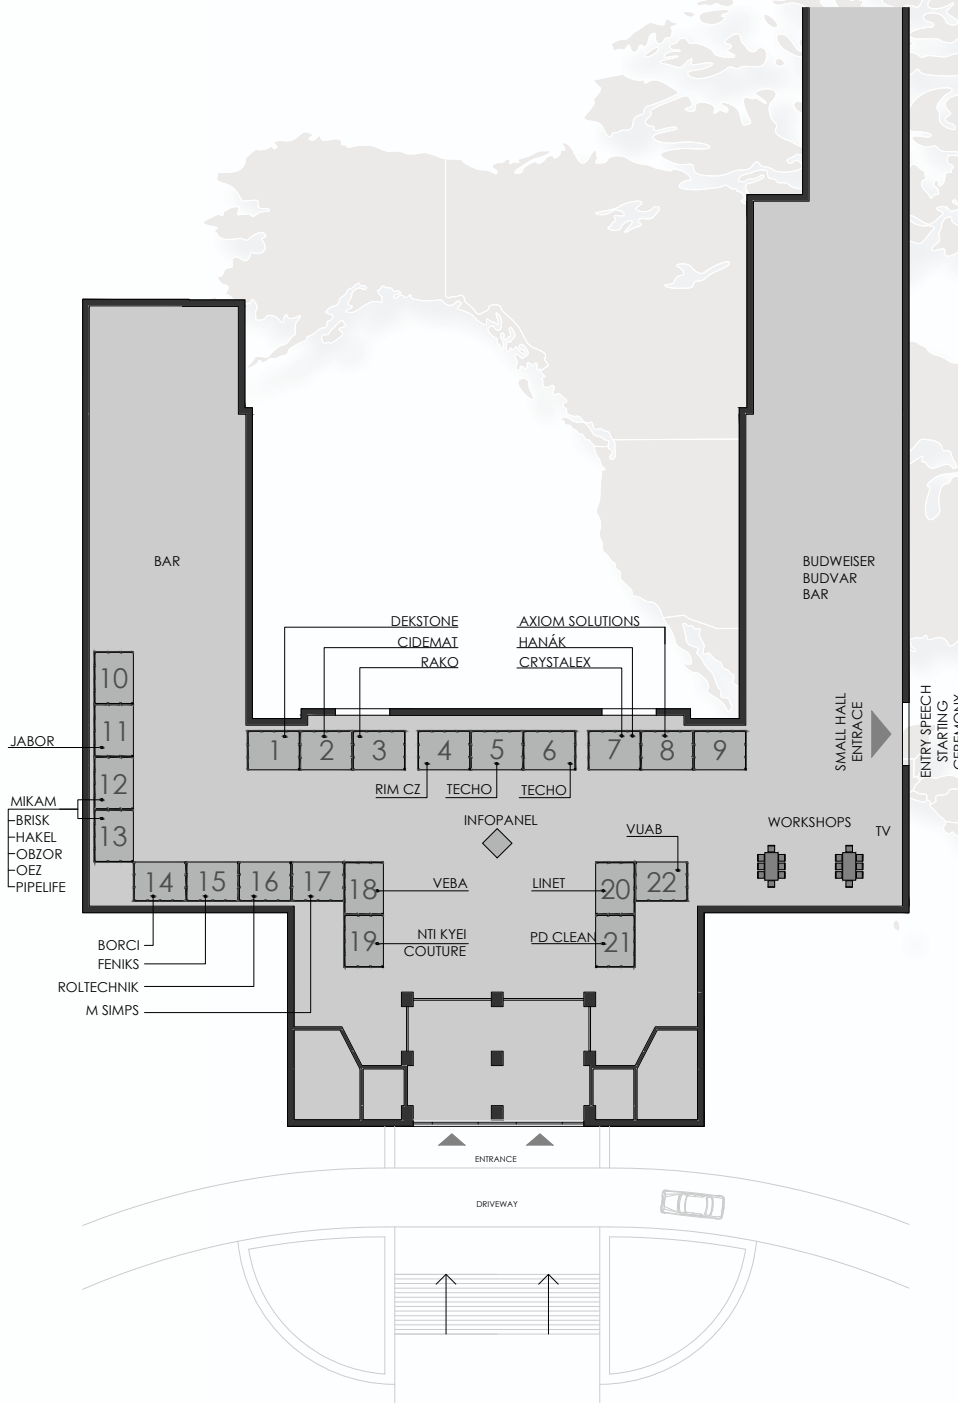 BAR
BUDWEISER
BUDVAR
BAR
DEKSTONE
CIDEMAT
RAKO
AXIOM SOLUTIONS
HANÁK
CRYSTALEX
10
11
12
13
JABOR
MIKAM
BRISK
HAKEL
OBZOR
OEZ
PIPELIFE
1
2
3
4
5
6
7
8
9
RIM CZ
TECHO
TECHO
INFOPANEL
SMALL HALL
ENTRACE
ENTRY SPEECH
STARTING
CEREMONY
WORKSHOPS
TV
VUAB
14
15
16
17
18
19
VEBA
NTI KYEI
COUTURE
LINET
PD CLEAN
20
21
22
BORCI
FENIKS
ROLTECHNIK
M SIMPS
ENTRANCE
DRIVEWAY